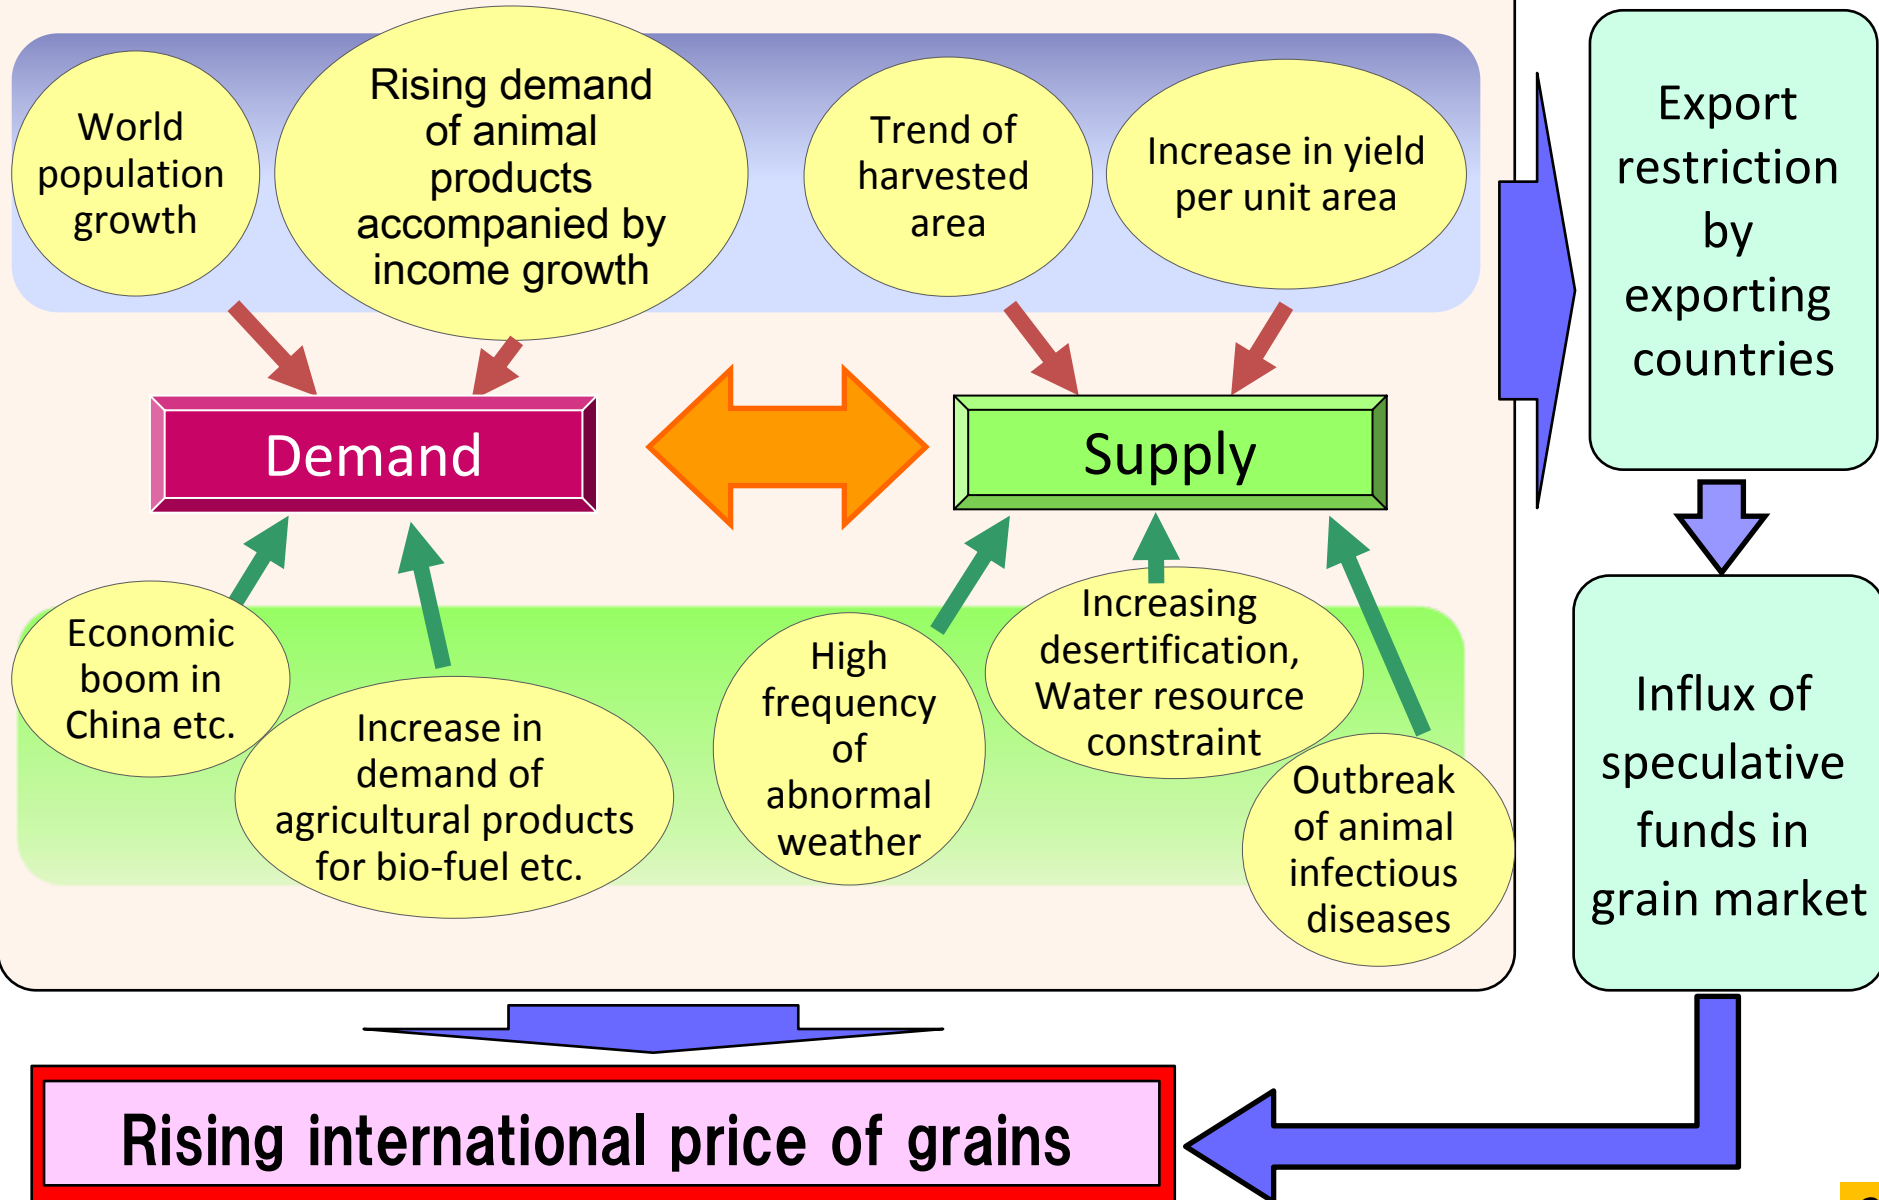 World
population
growth
Rising demand
of animal
products
accompanied by
income growth
Trend of
harvested
area
Increase in yield
per unit area
Export
restriction
by
exporting
countries
Demand
Supply
Economic
boom in
China etc.
Increase in
demand of
agricultural products
for bio-fuel etc.
High
frequency
of
abnormal
weather
Increasing
desertification,
Water resource
constraint
Outbreak
of animal
infectious
diseases
Influx of
speculative
funds in
grain market
Rising international price of grains